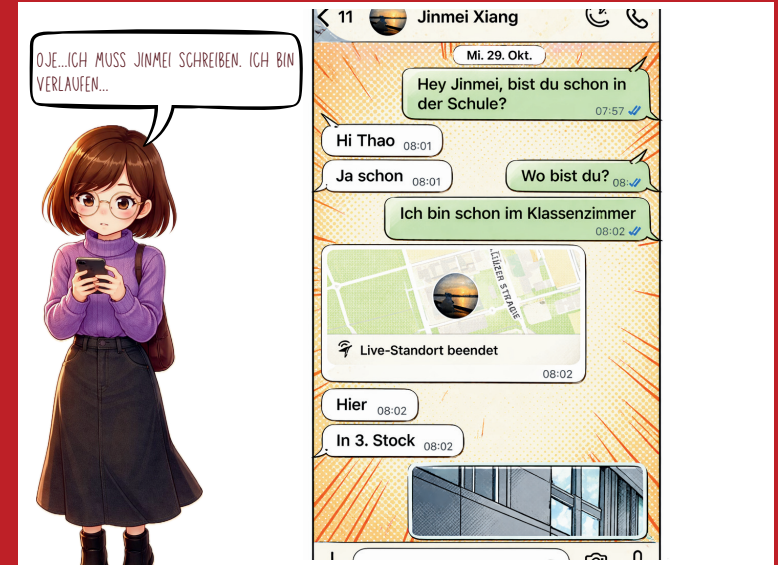 OJE...ICH MUSS JINMEI SCHREIBEN. ICH BIN
VERLAUFEN...
11 Jinmei Xiang
Mi. 29. Okt.
Hey Jinmei, bist du schon in
der Schule?
07:57
Hi Thao 08:01
Ja schon 08:01
Wo bist du? 08:
Ich bin schon im Klassenzimmer
08:02
Live-Standort beendet
08:02
Hier 08:02
In 3. Stock 08:02